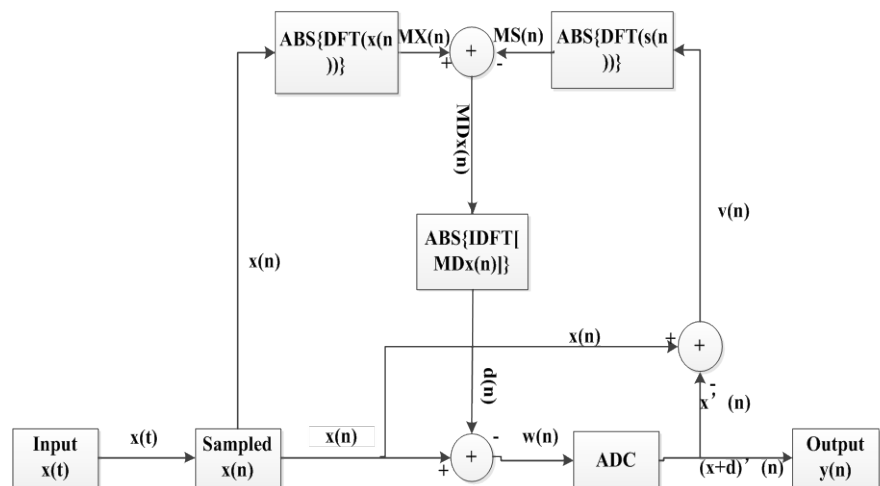 ABS{DFT(x(n
))}
MX(n)
+
+
-
MS(n)
ABS{DFT(s(n
))}
MDx(n)
ABS{IDFT[
MDx(n)]}
v(n)
x(n)
x(n)
+
+
-
x’ (n)
d(n)
Input
x(t)
x(t)
Sampled
x(n)
x(n)
+
+
-
w(n)
ADC
(x+d)’ (n)
Output
y(n)